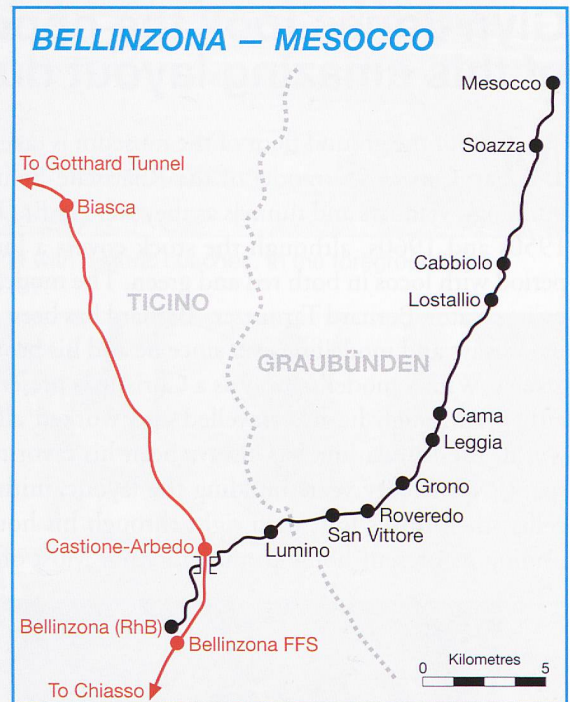 BELLINZONA — MESOCCO
Mesocco
Soazza
To Gotthard Tunnel
Biasca
Cabbiolo
TICINO
Lostallio
GRAUBÜNDEN
Cama
Leggia
Grono
Roveredo
San Vittore
Castione-Arbedo
Lumino
Bellinzona (RhB)
Bellinzona FFS
Kilometres
0 5
To Chiasso